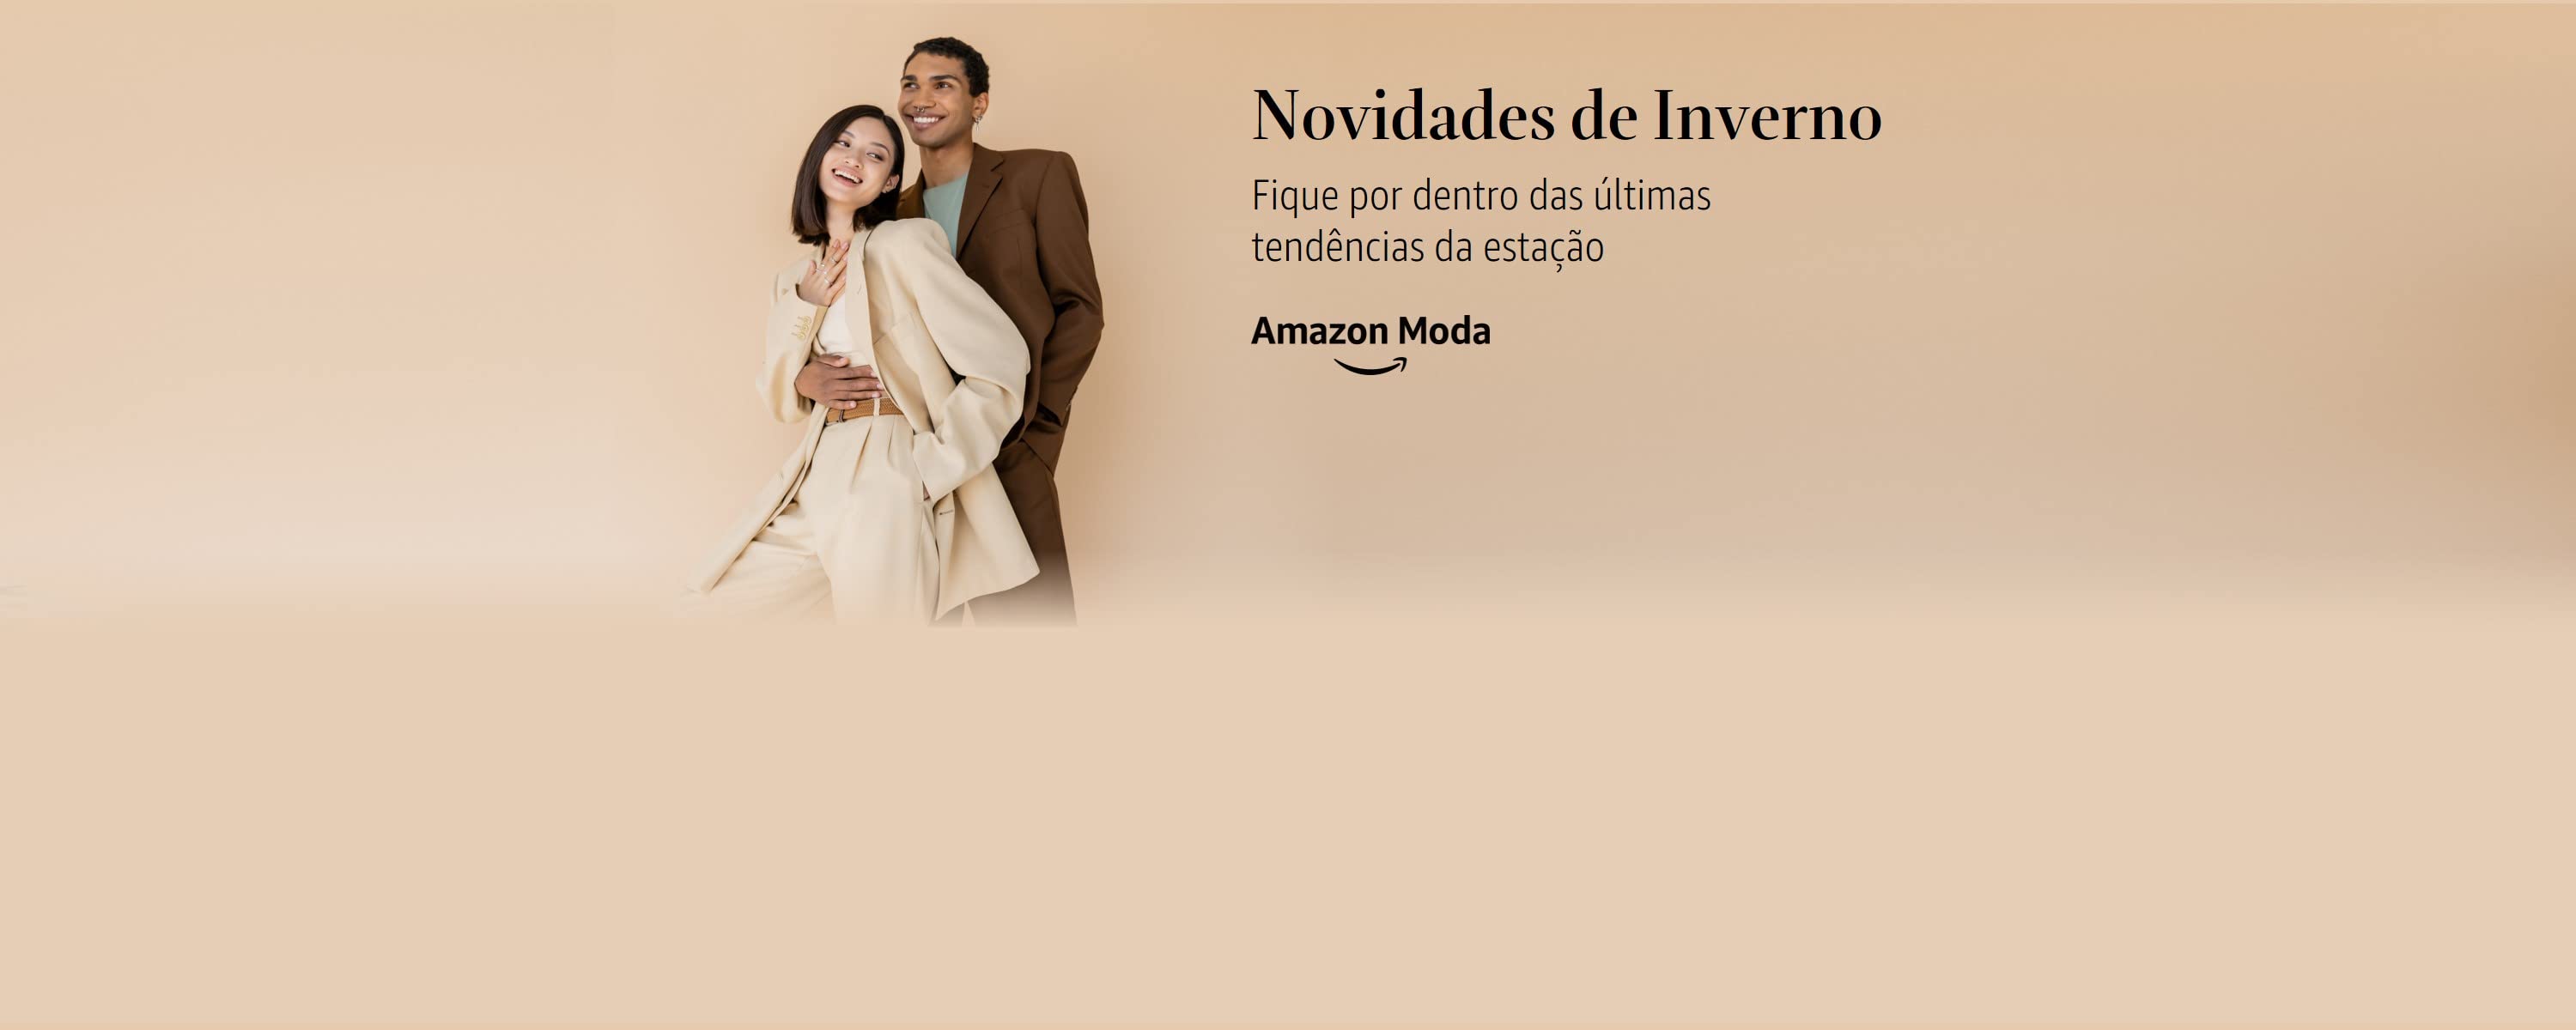 Novidades de Inverno
Fique por dentro das últimas
tendências da estação
Amazon Moda